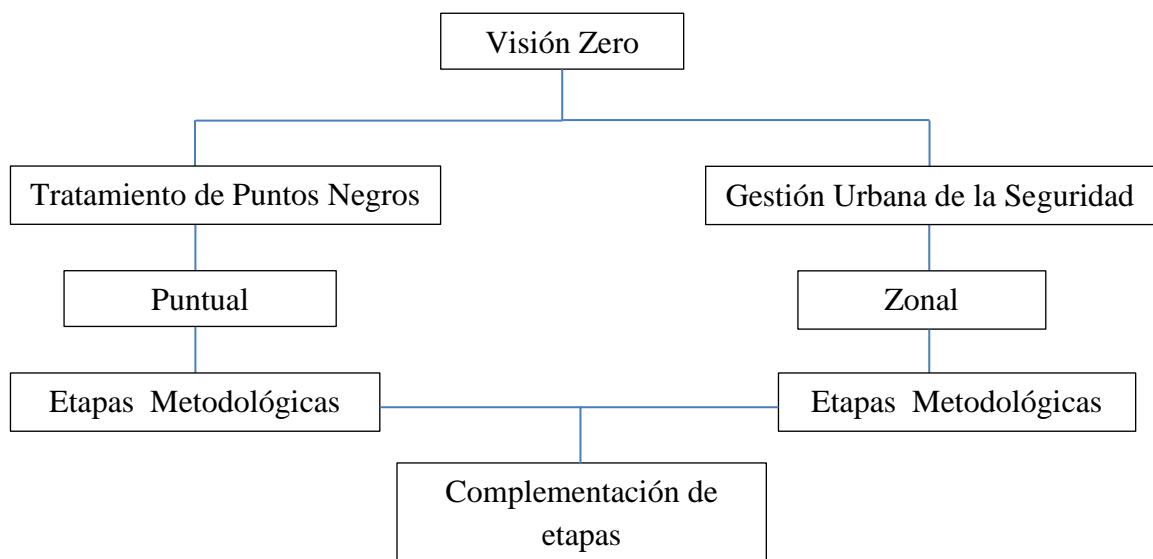 Visión Zero
Tratamiento de Puntos Negros
Gestión Urbana de la Seguridad
Puntual
Zonal
Etapas Metodológicas
Etapas Metodológicas
Complementación de
etapas